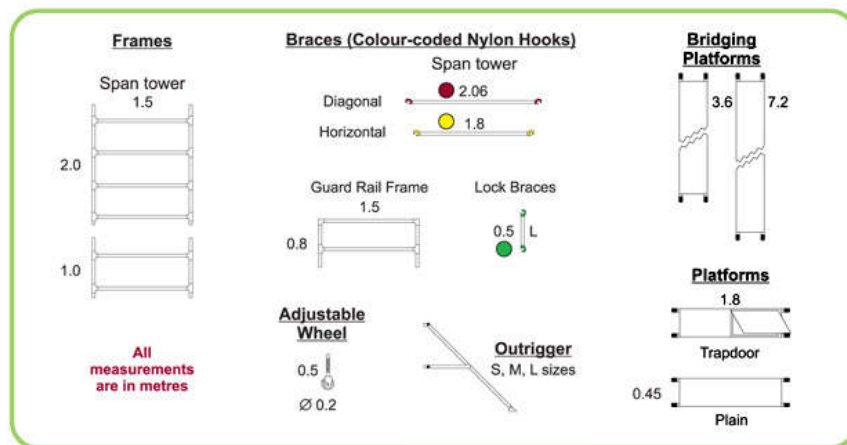 Frames
Span tower
1.5
2.0
1.0
All
measurements
are in metres
Braces (Colour-coded Nylon Hooks)
Span tower
Diagonal
2.06
Horizontal
1.8
Guard Rail Frame
1.5
0.8
Lock Braces
0.5
L
Adjustable
Wheel
0.5
Ø 0.2
Outrigger
S, M, L sizes
Bridging
Platforms
3.6
7.2
Platforms
1.8
Trapdoor
0.45
Plain